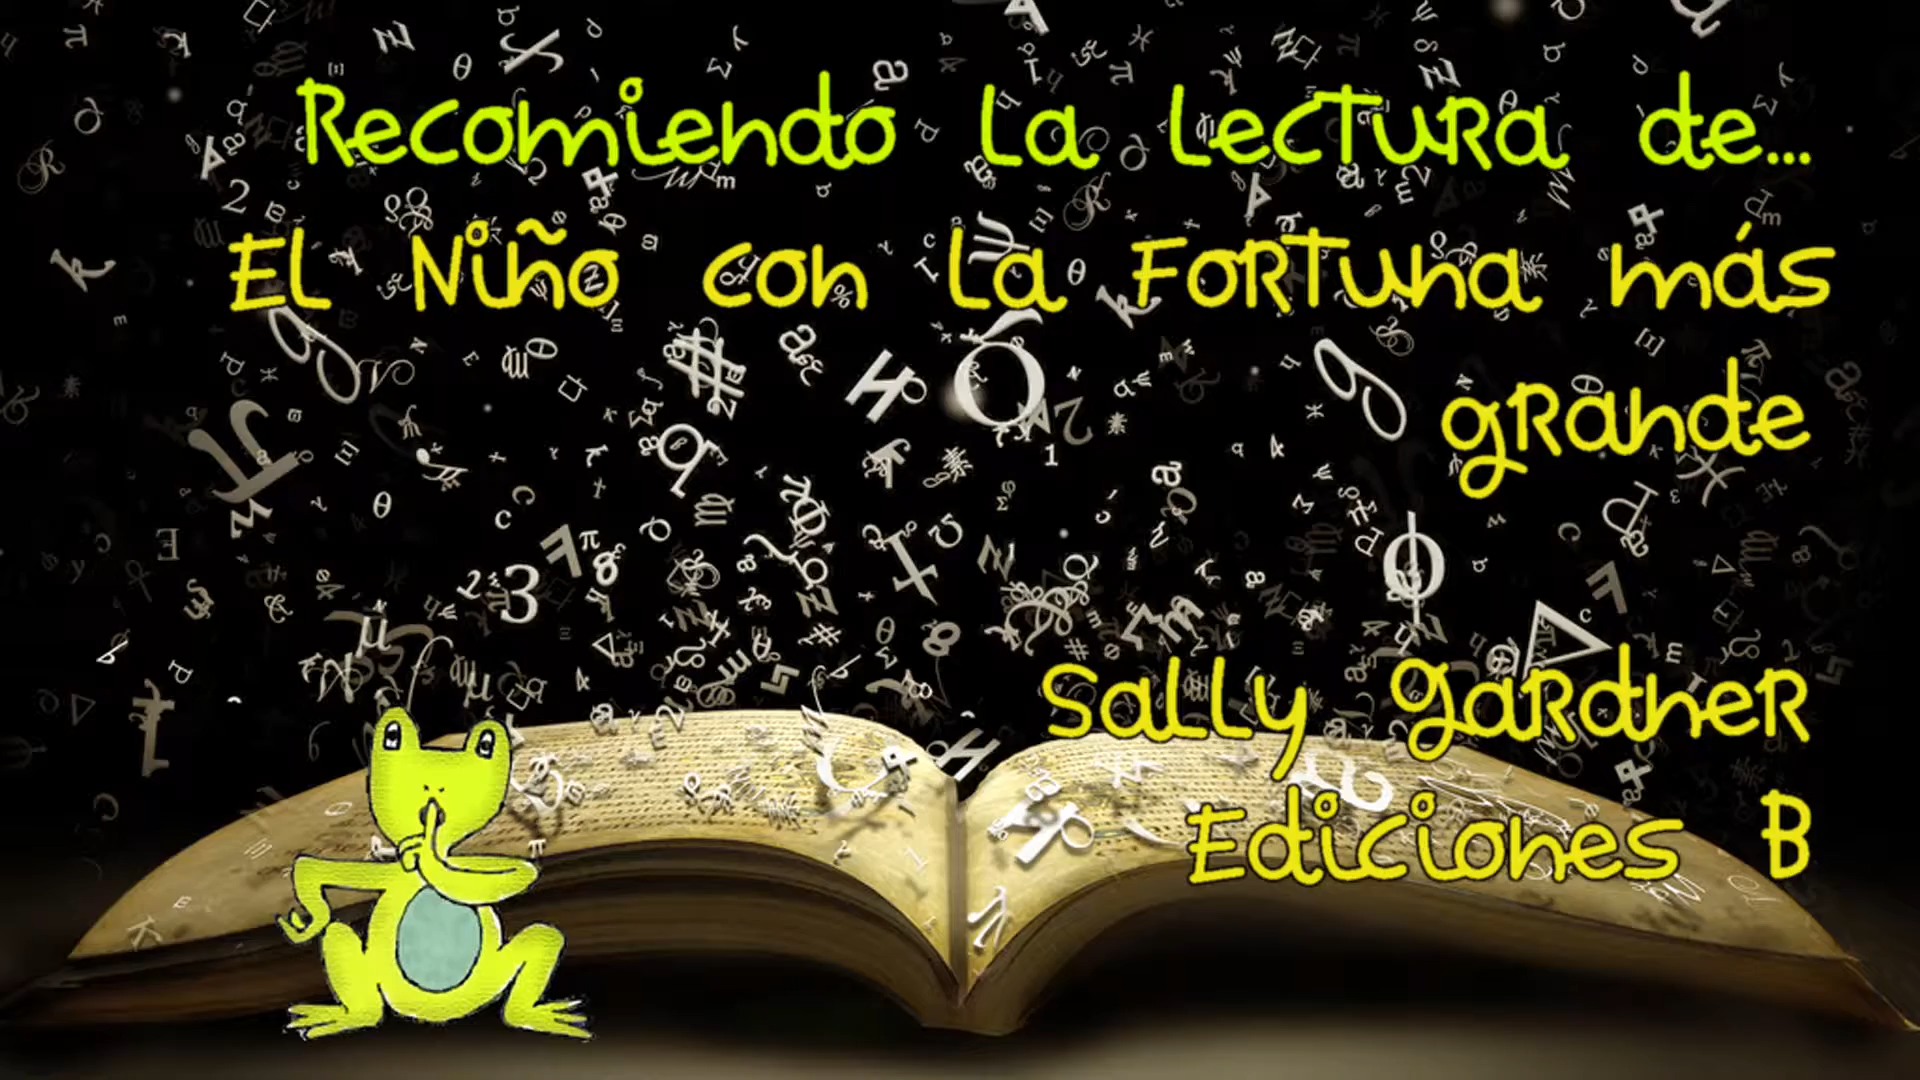 Recomiendo la lectura de...
El Niño con la Fortuna más
grande
Sally Gardner
Ediciones B